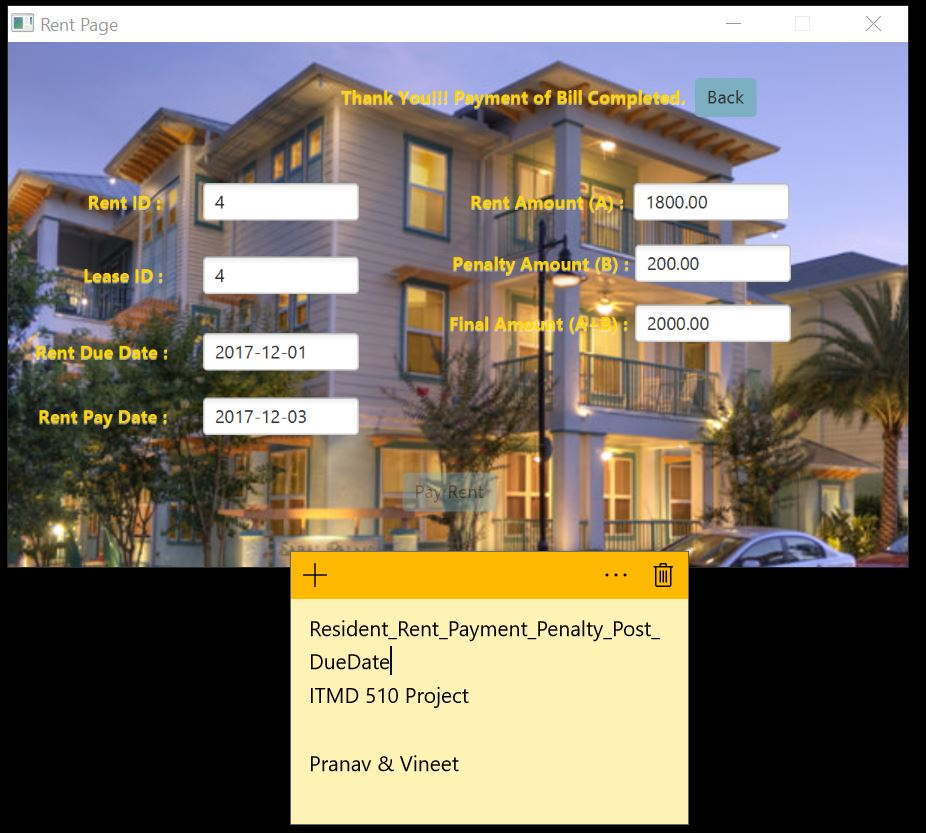 Rent Page
Thank You!!! Payment of Bill Completed. Back
Rent ID : 4 Rent Amount (A) : 1800.00
Lease ID : 4 Penalty Amount (B) : 200.00
Final Amount (A+B) : 2000.00
Rent Due Date : 2017-12-01
Rent Pay Date : 2017-12-03
Pay Rent
Resident_Rent_Payment_Penalty_Post_
DueDate
ITMD 510 Project
Pranav & Vineet